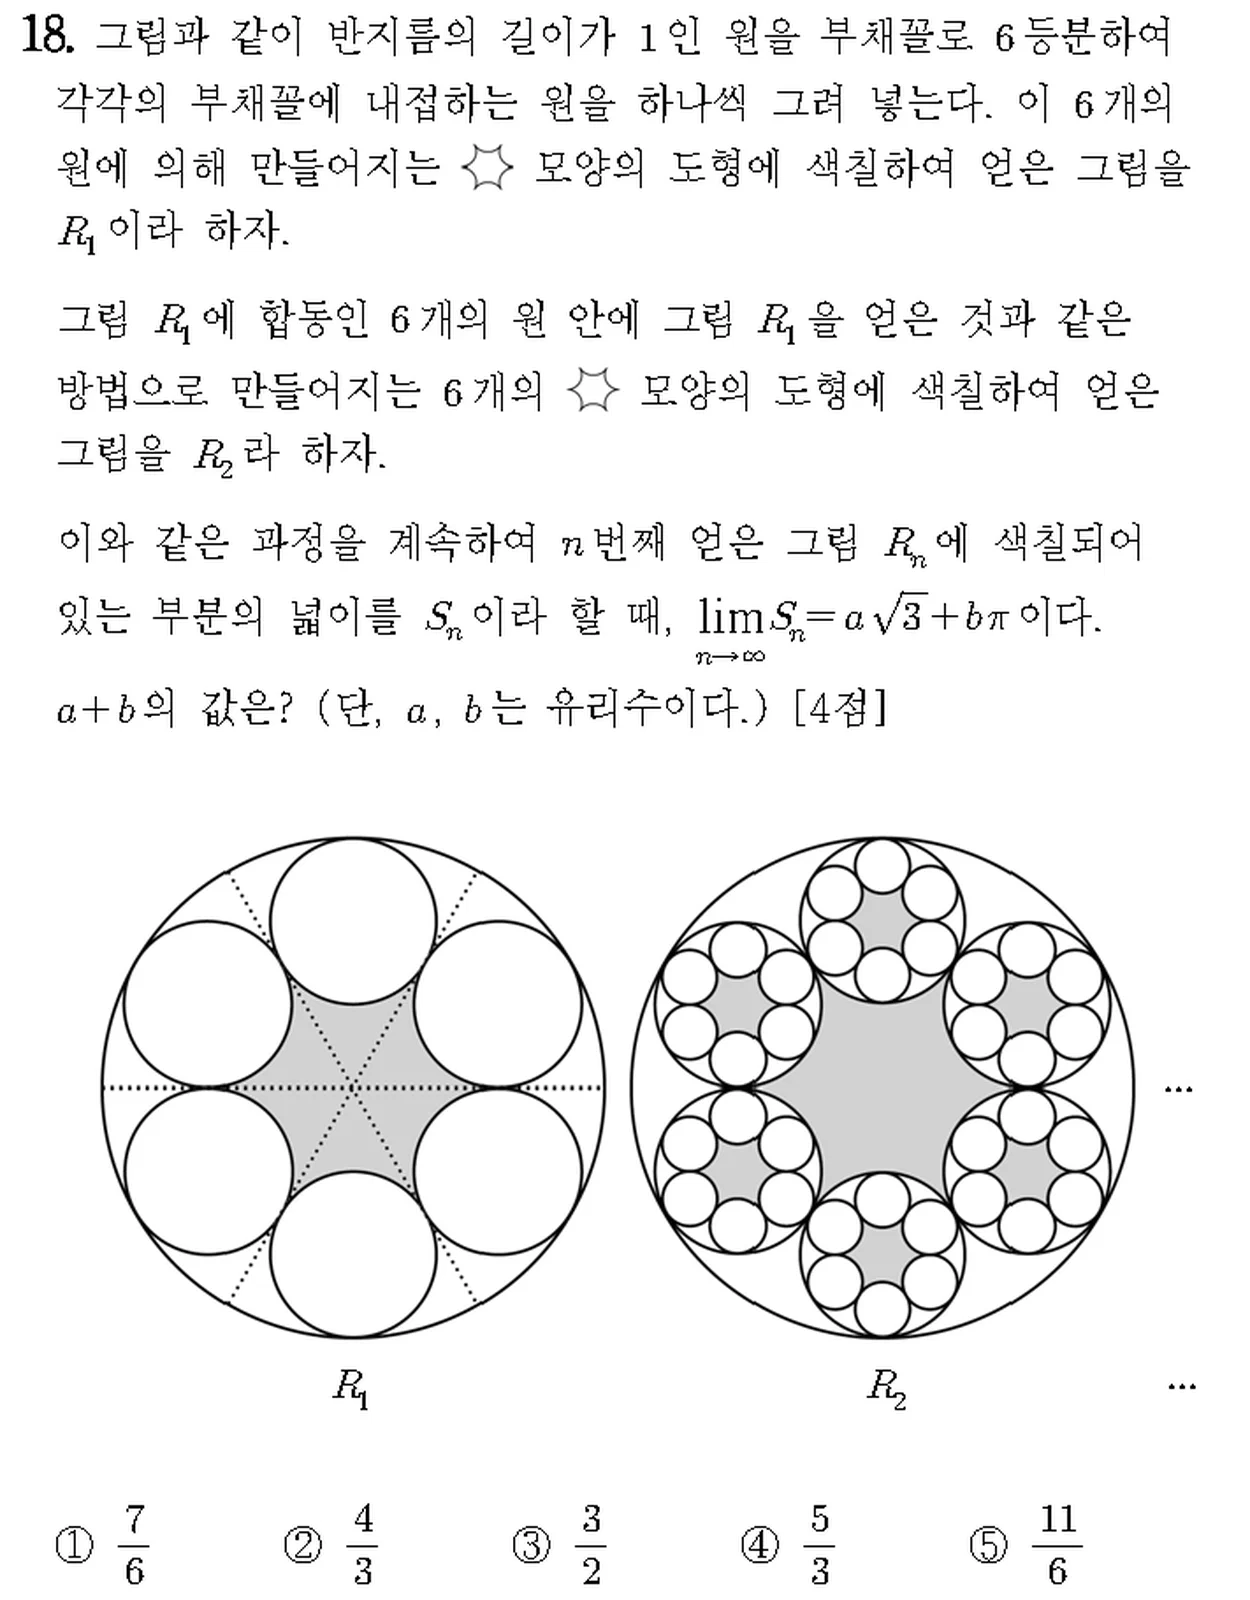 18. 그림과 같이 반지름의 길이가 1인 원을 부채꼴로 6등분하여
각각의 부채꼴에 내접하는 원을 하나씩 그려 넣는다. 이 6개의
원에 의해 만들어지는 모양의 도형에 색칠하여 얻은 그림을
R₁이라 하자.
그림 R₁에 합동인 6개의 원 안에 그림 R₁을 얻은 것과 같은
방법으로 만들어지는 6개의 모양의 도형에 색칠하여 얻은
그림을 R₂라 하자.
이와 같은 과정을 계속하여 n번째 얻은 그림 Rₙ에 색칠되어
있는 부분의 넓이를 Sₙ이라 할 때, lim Sₙ=a√3+bπ이다.
n→∞
a+b의 값은? (단, a, b는 유리수이다.) [4점]
…
R₁ R₂ …
① 7/6 ② 4/3 ③ 3/2 ④ 5/3 ⑤ 11/6